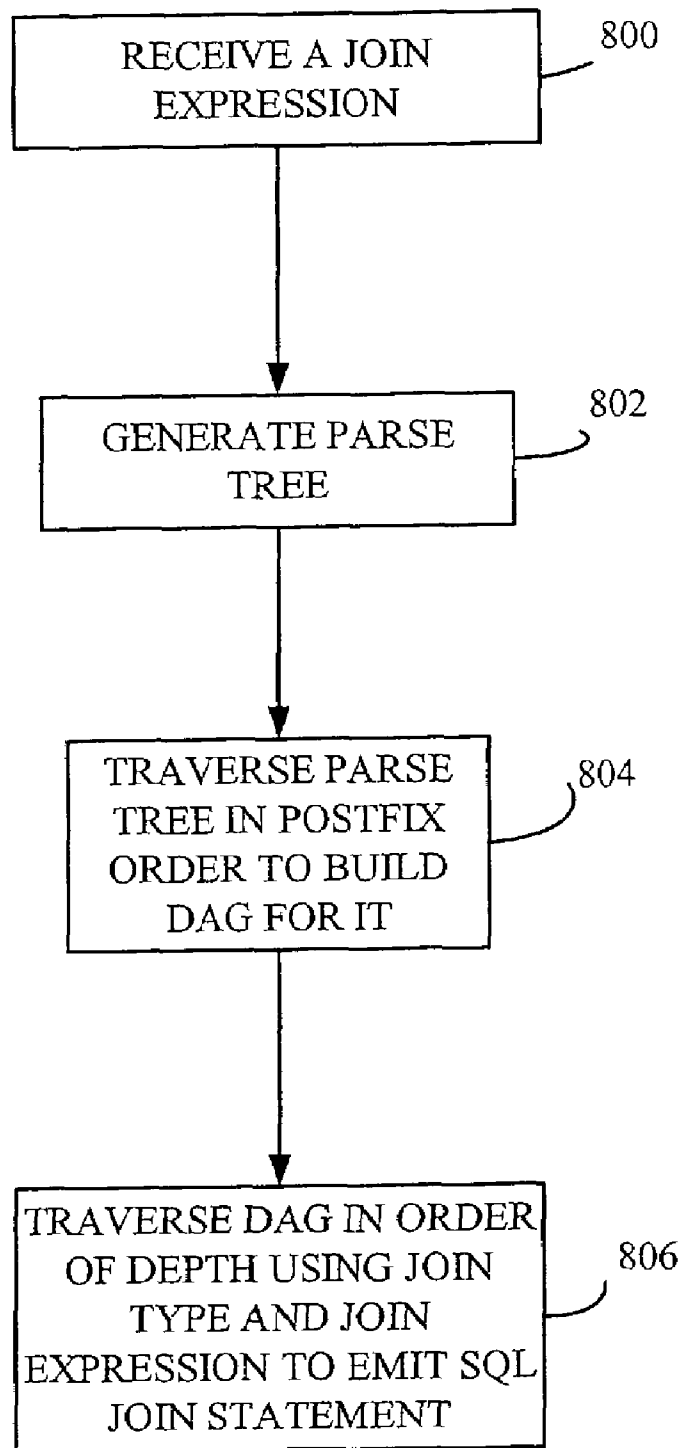 RECEIVE A JOIN
EXPRESSION
800
GENERATE PARSE
TREE
802
TRAVERSE PARSE
TREE IN POSTFIX
ORDER TO BUILD
DAG FOR IT
804
TRAVERSE DAG IN ORDER
OF DEPTH USING JOIN
TYPE AND JOIN
EXPRESSION TO EMIT SQL
JOIN STATEMENT
806